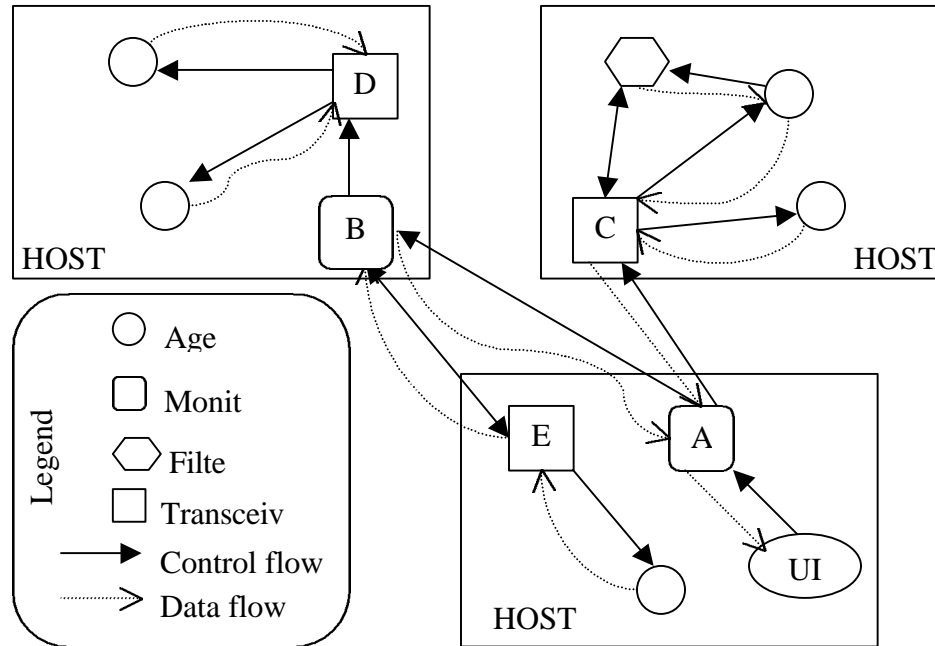 D
B
HOST
C
HOST
Legend
Age
Monit
Filte
Transceiv
Control flow
Data flow
E
A
UI
HOST